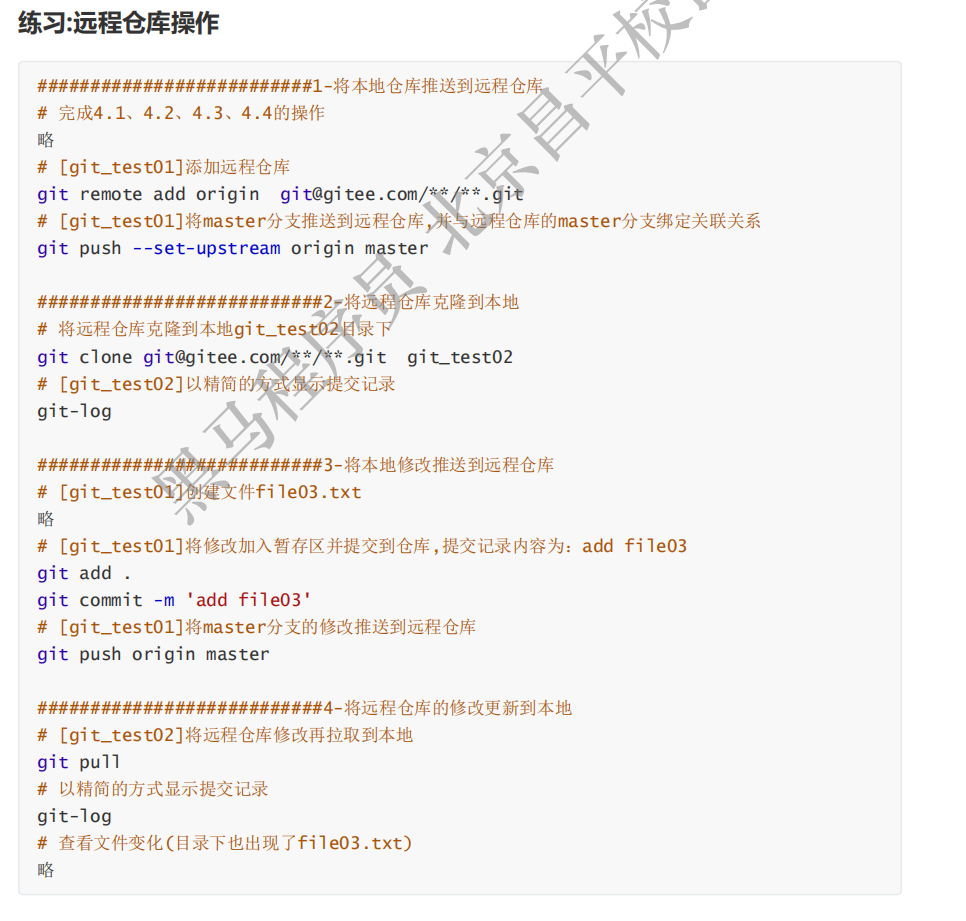 练习:远程仓库操作
##########################1-将本地仓库推送到远程仓库
# 完成4.1、4.2、4.3、4.4的操作
略
# [git_test01]添加远程仓库
git remote add origin  git@gitee.com/**/**.git
# [git_test01]将master分支推送到远程仓库,并与远程仓库的master分支绑定关联关系
git push --set-upstream origin master
###########################2-将远程仓库克隆到本地
# 将远程仓库克隆到本地git_test02目录下
git clone git@gitee.com/**/**.git  git_test02
# [git_test02]以精简的方式显示提交记录
git-log
###########################3-将本地修改推送到远程仓库
# [git_test01]创建文件file03.txt
略
# [git_test01]将修改加入暂存区并提交到仓库,提交记录内容为：add file03
git add .
git commit -m 'add file03'
# [git_test01]将master分支的修改推送到远程仓库
git push origin master
###########################4-将远程仓库的修改更新到本地
# [git_test02]将远程仓库修改再拉取到本地
git pull
# 以精简的方式显示提交记录
git-log
# 查看文件变化(目录下也出现了file03.txt)
略
黑马程序员 北京昌平校